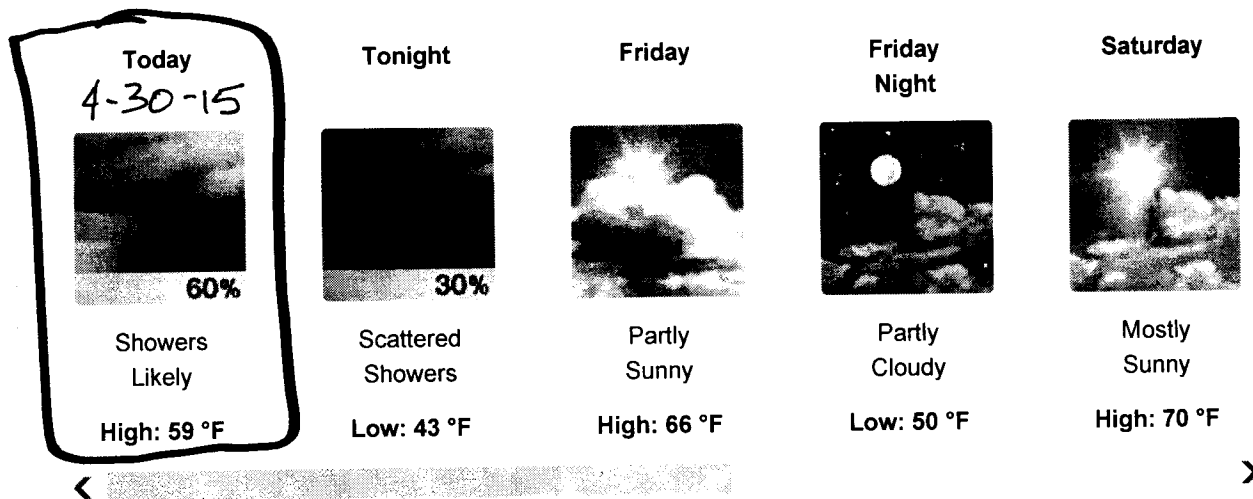 Today
4-30-15
60%
Showers
Likely
High: 59 °F
Tonight
30%
Scattered
Showers
Low: 43 °F
Friday
Partly
Sunny
High: 66 °F
Friday
Night
Partly
Cloudy
Low: 50 °F
Saturday
Mostly
Sunny
High: 70 °F